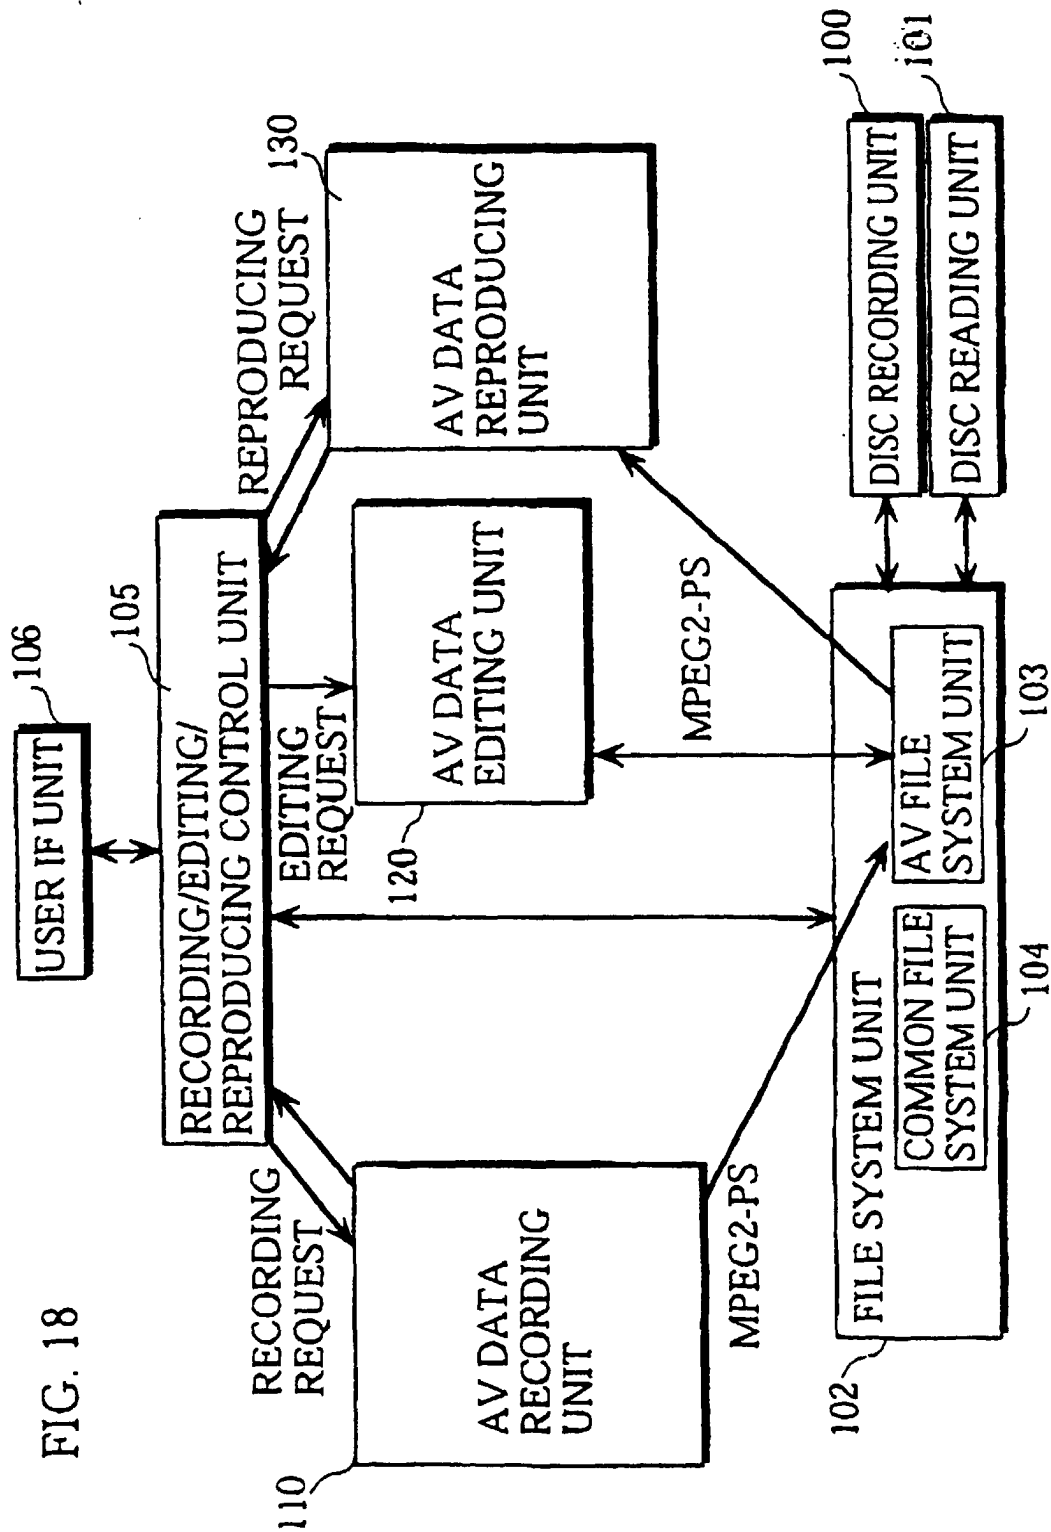 FIG. 18
USER IF UNIT
106
RECORDING/EDITING/
REPRODUCING CONTROL UNIT
105
RECORDING
REQUEST
EDITING
REQUEST
REPRODUCING
REQUEST
110
AV DATA
RECORDING
UNIT
120
AV DATA
EDITING UNIT
130
AV DATA
REPRODUCING
UNIT
MPEG2-PS
MPEG2-PS
102
FILE SYSTEM UNIT
COMMON FILE
SYSTEM UNIT
104
AV FILE
SYSTEM UNIT
103
DISC RECORDING UNIT
100
DISC READING UNIT
101